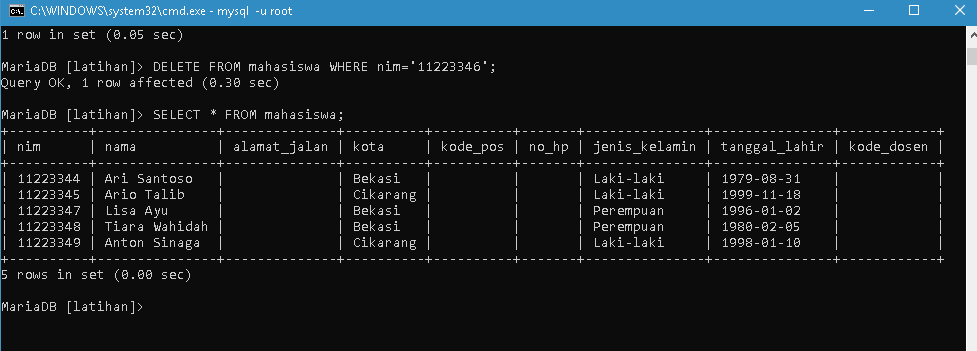 C:\WINDOWS\system32\cmd.exe - mysql -u root
1 row in set (0.05 sec)
MariaDB [latihan]> DELETE FROM mahasiswa WHERE nim='11223346';
Query OK, 1 row affected (0.30 sec)
MariaDB [latihan]> SELECT * FROM mahasiswa;
+----------+---------------+--------------+----------+----------+-------+---------------+---------------+------------+
| nim | nama | alamat_jalan | kota | kode_pos | no_hp | jenis_kelamin | tanggal_lahir | kode_dosen |
+----------+---------------+--------------+----------+----------+-------+---------------+---------------+------------+
| 11223344 | Ari Santoso | | Bekasi | | | Laki-laki | 1979-08-31 | |
| 11223345 | Ario Talib | | Cikarang | | | Laki-laki | 1999-11-18 | |
| 11223347 | Lisa Ayu | | Bekasi | | | Perempuan | 1996-01-02 | |
| 11223348 | Tiara Wahidah | | Bekasi | | | Perempuan | 1980-02-05 | |
| 11223349 | Anton Sinaga | | Cikarang | | | Laki-laki | 1998-01-10 | |
+----------+---------------+--------------+----------+----------+-------+---------------+---------------+------------+
5 rows in set (0.00 sec)
MariaDB [latihan]>